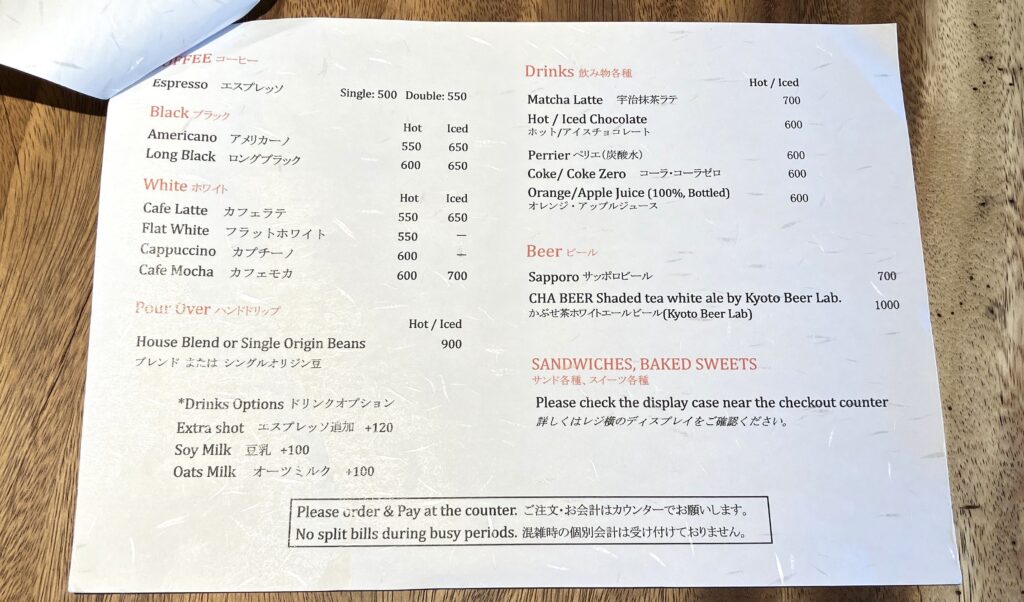 COFFEE コーヒー
Espresso エスプレッソ Single: 500 Double: 550
Black ブラック
Hot Iced
Americano アメリカーノ 550 650
Long Black ロングブラック 600 650
White ホワイト
Hot Iced
Cafe Latte カフェラテ 550 650
Flat White フラットホワイト 550 —
Cappuccino カプチーノ 600 —
Cafe Mocha カフェモカ 600 700
Pour Over ハンドドリップ
Hot / Iced
House Blend or Single Origin Beans 900
ブレンド または シングルオリジン豆
*Drinks Options ドリンクオプション
Extra shot エスプレッソ追加 +120
Soy Milk 豆乳 +100
Oats Milk オーツミルク +100
Drinks 飲み物各種
Hot / Iced
Matcha Latte 宇治抹茶ラテ 700
Hot / Iced Chocolate 600
ホット/アイスチョコレート
Perrier ペリエ(炭酸水) 600
Coke/ Coke Zero コーラ・コーラゼロ 600
Orange/Apple Juice (100%, Bottled) 600
オレンジ・アップルジュース
Beer ビール
Sapporo サッポロビール 700
CHA BEER Shaded tea white ale by Kyoto Beer Lab. 1000
かぶせ茶ホワイトエールビール(Kyoto Beer Lab)
SANDWICHES, BAKED SWEETS
サンド各種、スイーツ各種
Please check the display case near the checkout counter
詳しくはレジ横のディスプレイをご確認ください。
Please order & Pay at the counter. ご注文・お会計はカウンターでお願いします。
No split bills during busy periods. 混雑時の個別会計は受け付けておりません。